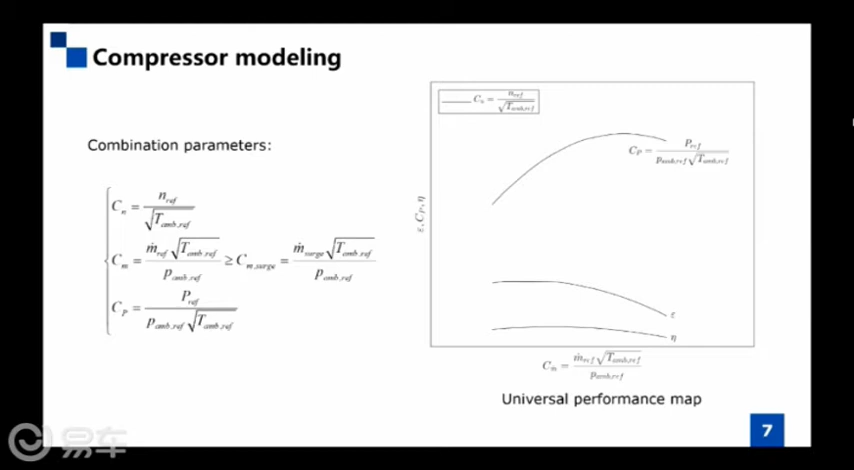 Compressor modeling
Combination parameters:
C_n = n_ref / √T_amb,ref
C_m = ṁ_ref √T_amb,ref / p_amb,ref ≥ C_m,surge = ṁ_surge √T_amb,ref / p_amb,ref
C_P = P_ref / p_amb,ref √T_amb,ref
C_n = n_ref / √T_amb,ref
C_P = P_ref / p_amb,ref √T_amb,ref
ε, C_P, η
ε
η
C_ṁ = ṁ_ref √T_amb,ref / p_amb,ref
Universal performance map
7
易车